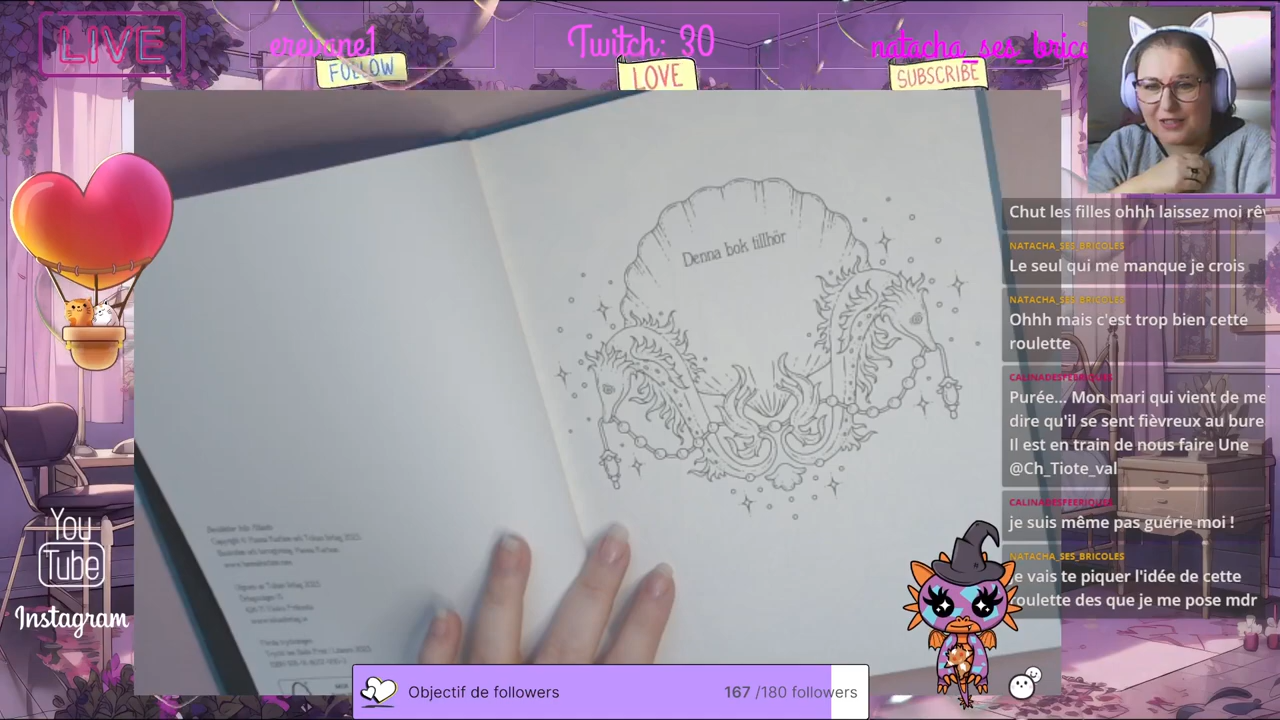 LIVE
erevane1
FOLLOW
Twitch: 30
LOVE
natacha_ses_brico
SUBSCRIBE
Denna bok tillhör
Chut les filles ohhh laissez moi rêv
NATACHA_SES_BRICOLES
Le seul qui me manque je crois
NATACHA_SES_BRICOLES
Ohhh mais c'est trop bien cette
roulette
CALINADESFEERIQUES
Purée... Mon mari qui vient de me
dire qu'il se sent fièvreux au bure
Il est en train de nous faire Une
@Ch_Tiote_val
CALINADESFEERIQUES
je suis même pas guérie moi !
NATACHA_SES_BRICOLES
je vais te piquer l'idée de cette
roulette des que je me pose mdr
You
Tube
Instagram
Objectif de followers
167 /180 followers